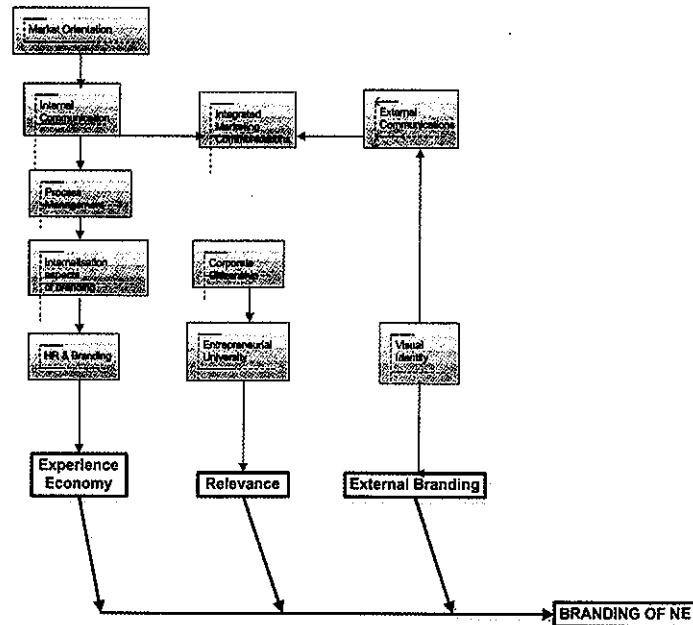 Market Orientation
Internal
Communication
Integrated
Marketing
Communications
External
Communications
Process
Management
Internalisation
aspects
of branding
Corporate
Citizenship
HR & Branding
Entrepreneurial
University
Visual
Identity
Experience
Economy
Relevance
External Branding
BRANDING OF NE